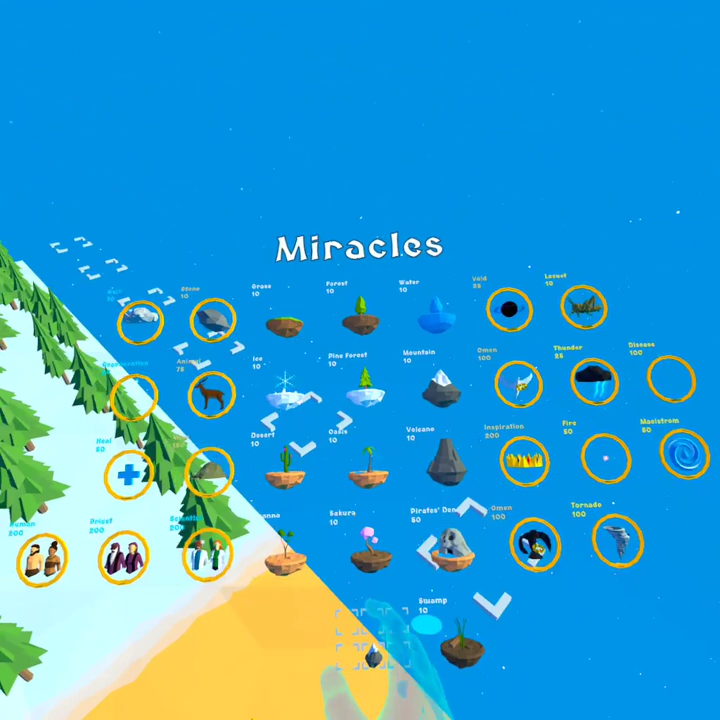 Miracles
Stone
10
Grass
10
Forest
10
Water
10
Void
25
Locust
10
Animal
75
Ice
10
Pine Forest
10
Mountain
10
Omen
100
Thunder
25
Disease
100
Heal
50
Desert
10
Oasis
10
Volcano
10
Inspiration
200
Fire
50
Maelstrom
50
Human
200
Priest
200
200
10
Sakura
10
50
Omen
100
Tornado
100
Swamp
10